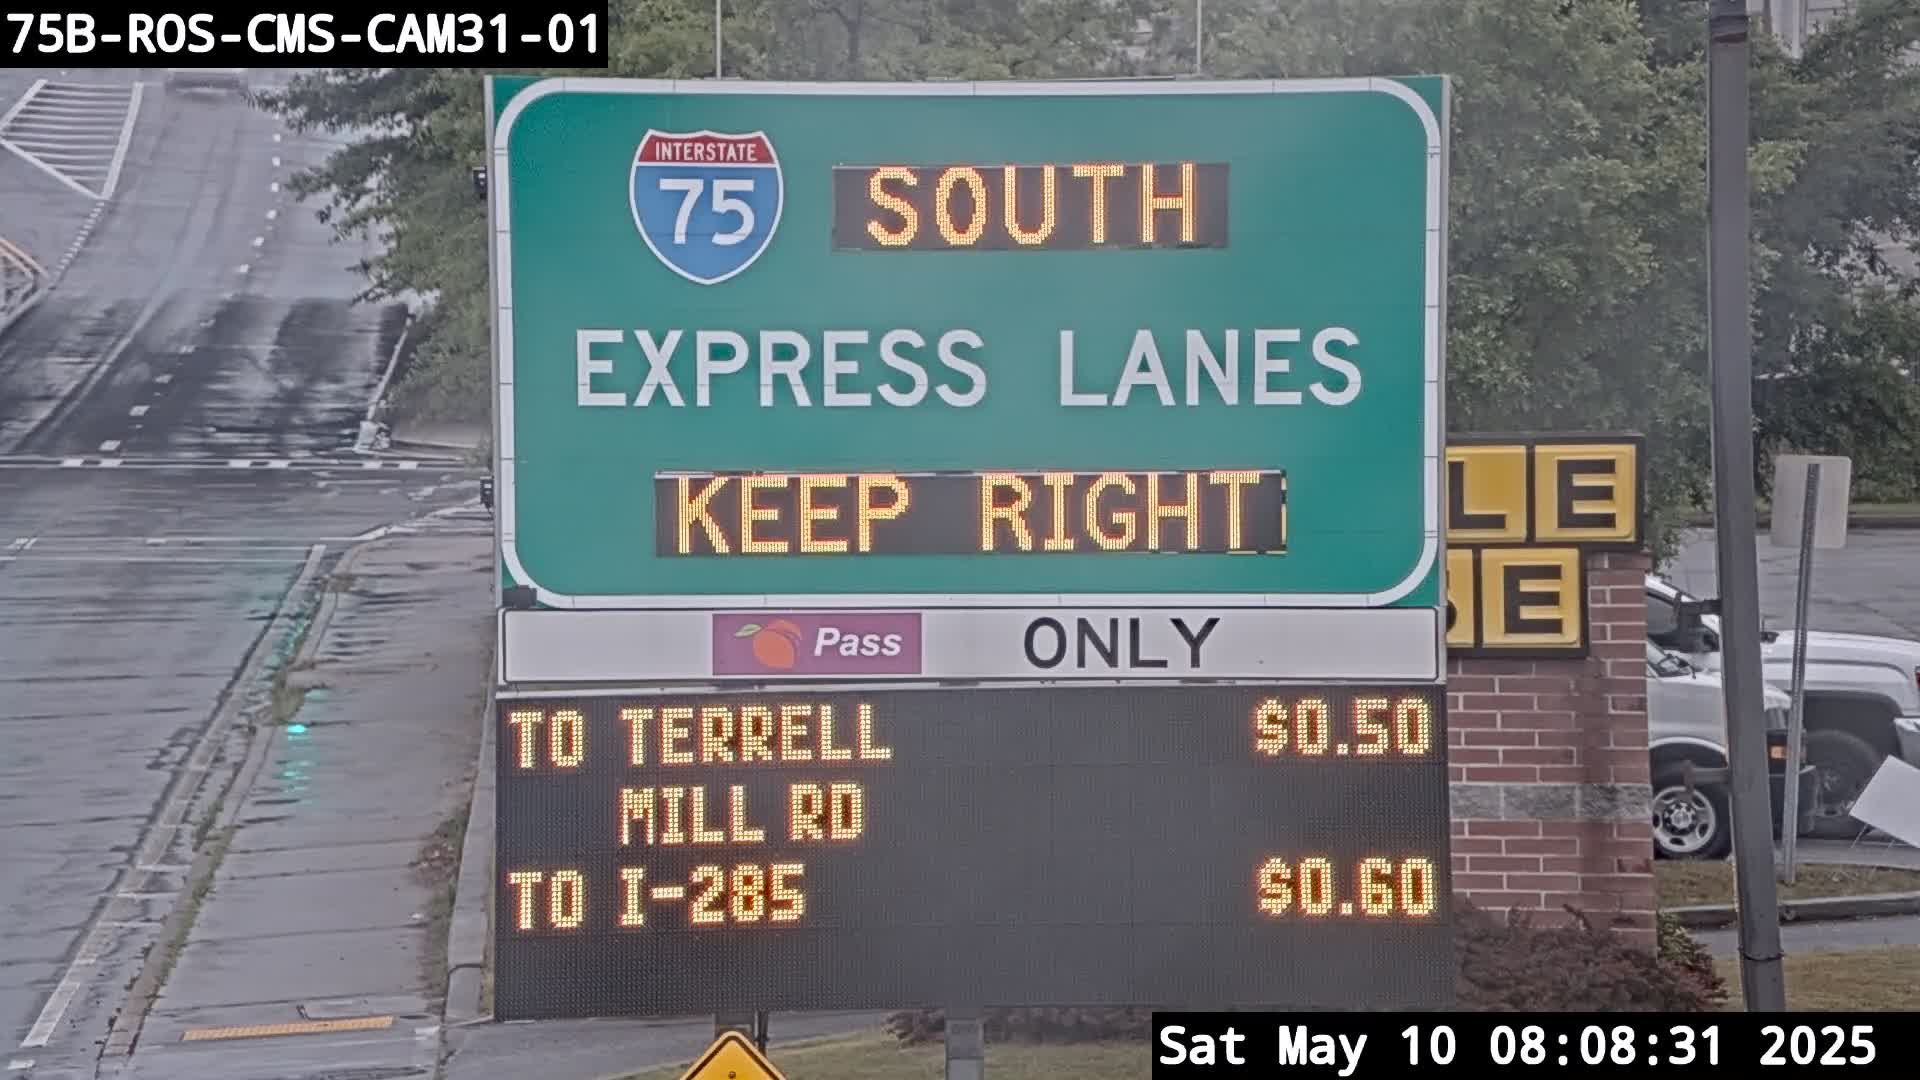 75B-ROS-CMS-CAM31-01
INTERSTATE
75
SOUTH
EXPRESS LANES
KEEP RIGHT
Pass
ONLY
TO TERRELL $0.50
MILL RD
TO I-285 $0.60
LE
E
Sat May 10 08:08:31 2025